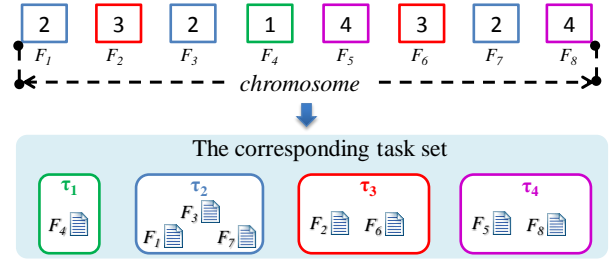 2 3 2 1 4 3 2 4
F1 F2 F3 F4 F5 F6 F7 F8
chromosome
The corresponding task set
τ1 τ2 τ3 τ4
F3
F4 F1 F7 F2 F6 F5 F8